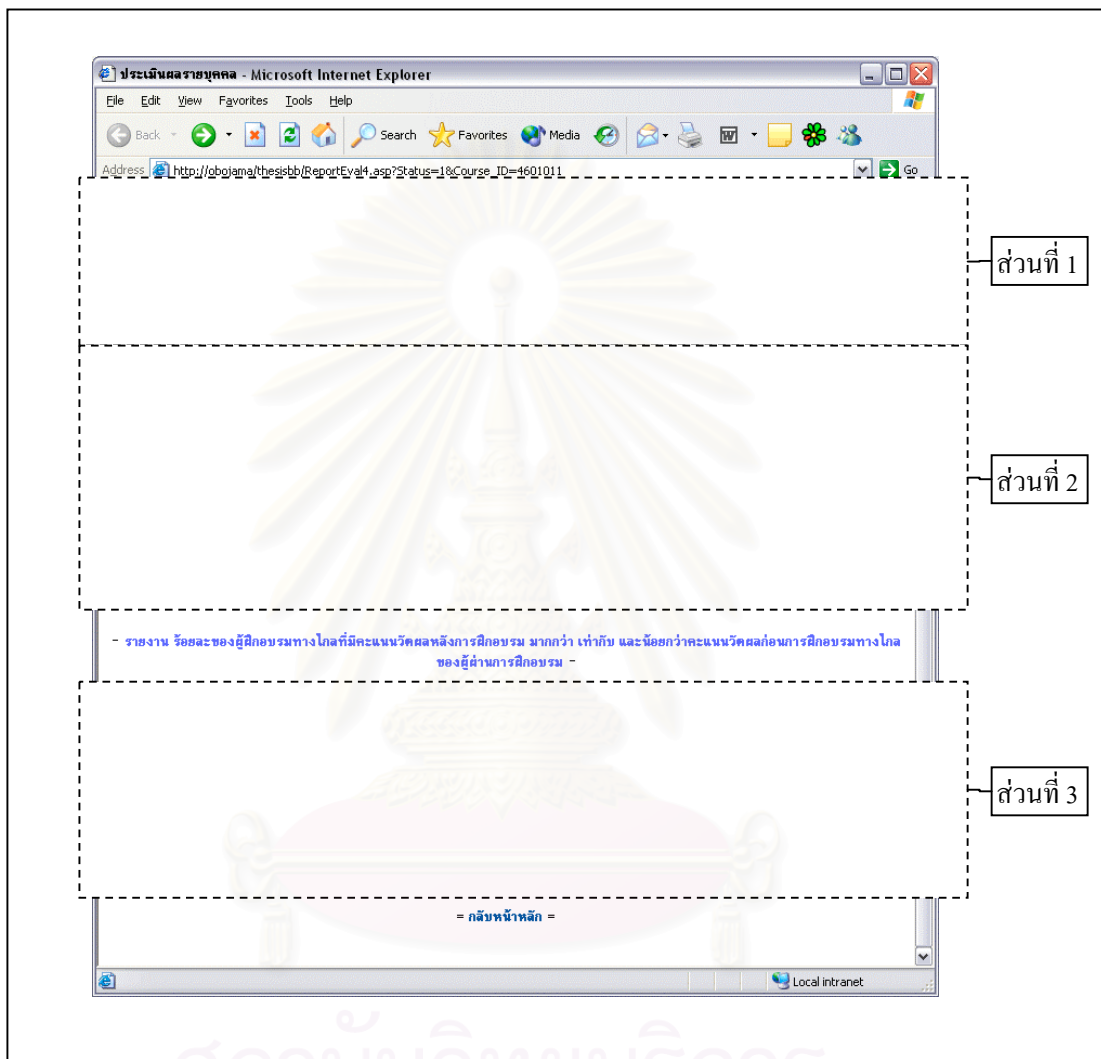 ประเมินผลรายบุคคล - Microsoft Internet Explorer
File Edit View Favorites Tools Help
Back Search Favorites Media
Address http://obojama/thesisbb/ReportEval4.asp?Status=1&Course_ID=4601011 Go
ส่วนที่ 1
ส่วนที่ 2
- รายงาน ร้อยละของผู้ฝึกอบรมทางไกลที่มีคะแนนวัดผลหลังการฝึกอบรม มากกว่า เท่ากับ และน้อยกว่าคะแนนวัดผลก่อนการฝึกอบรมทางไกล
ของผู้ผ่านการฝึกอบรม -
ส่วนที่ 3
= กลับหน้าหลัก =
Local intranet